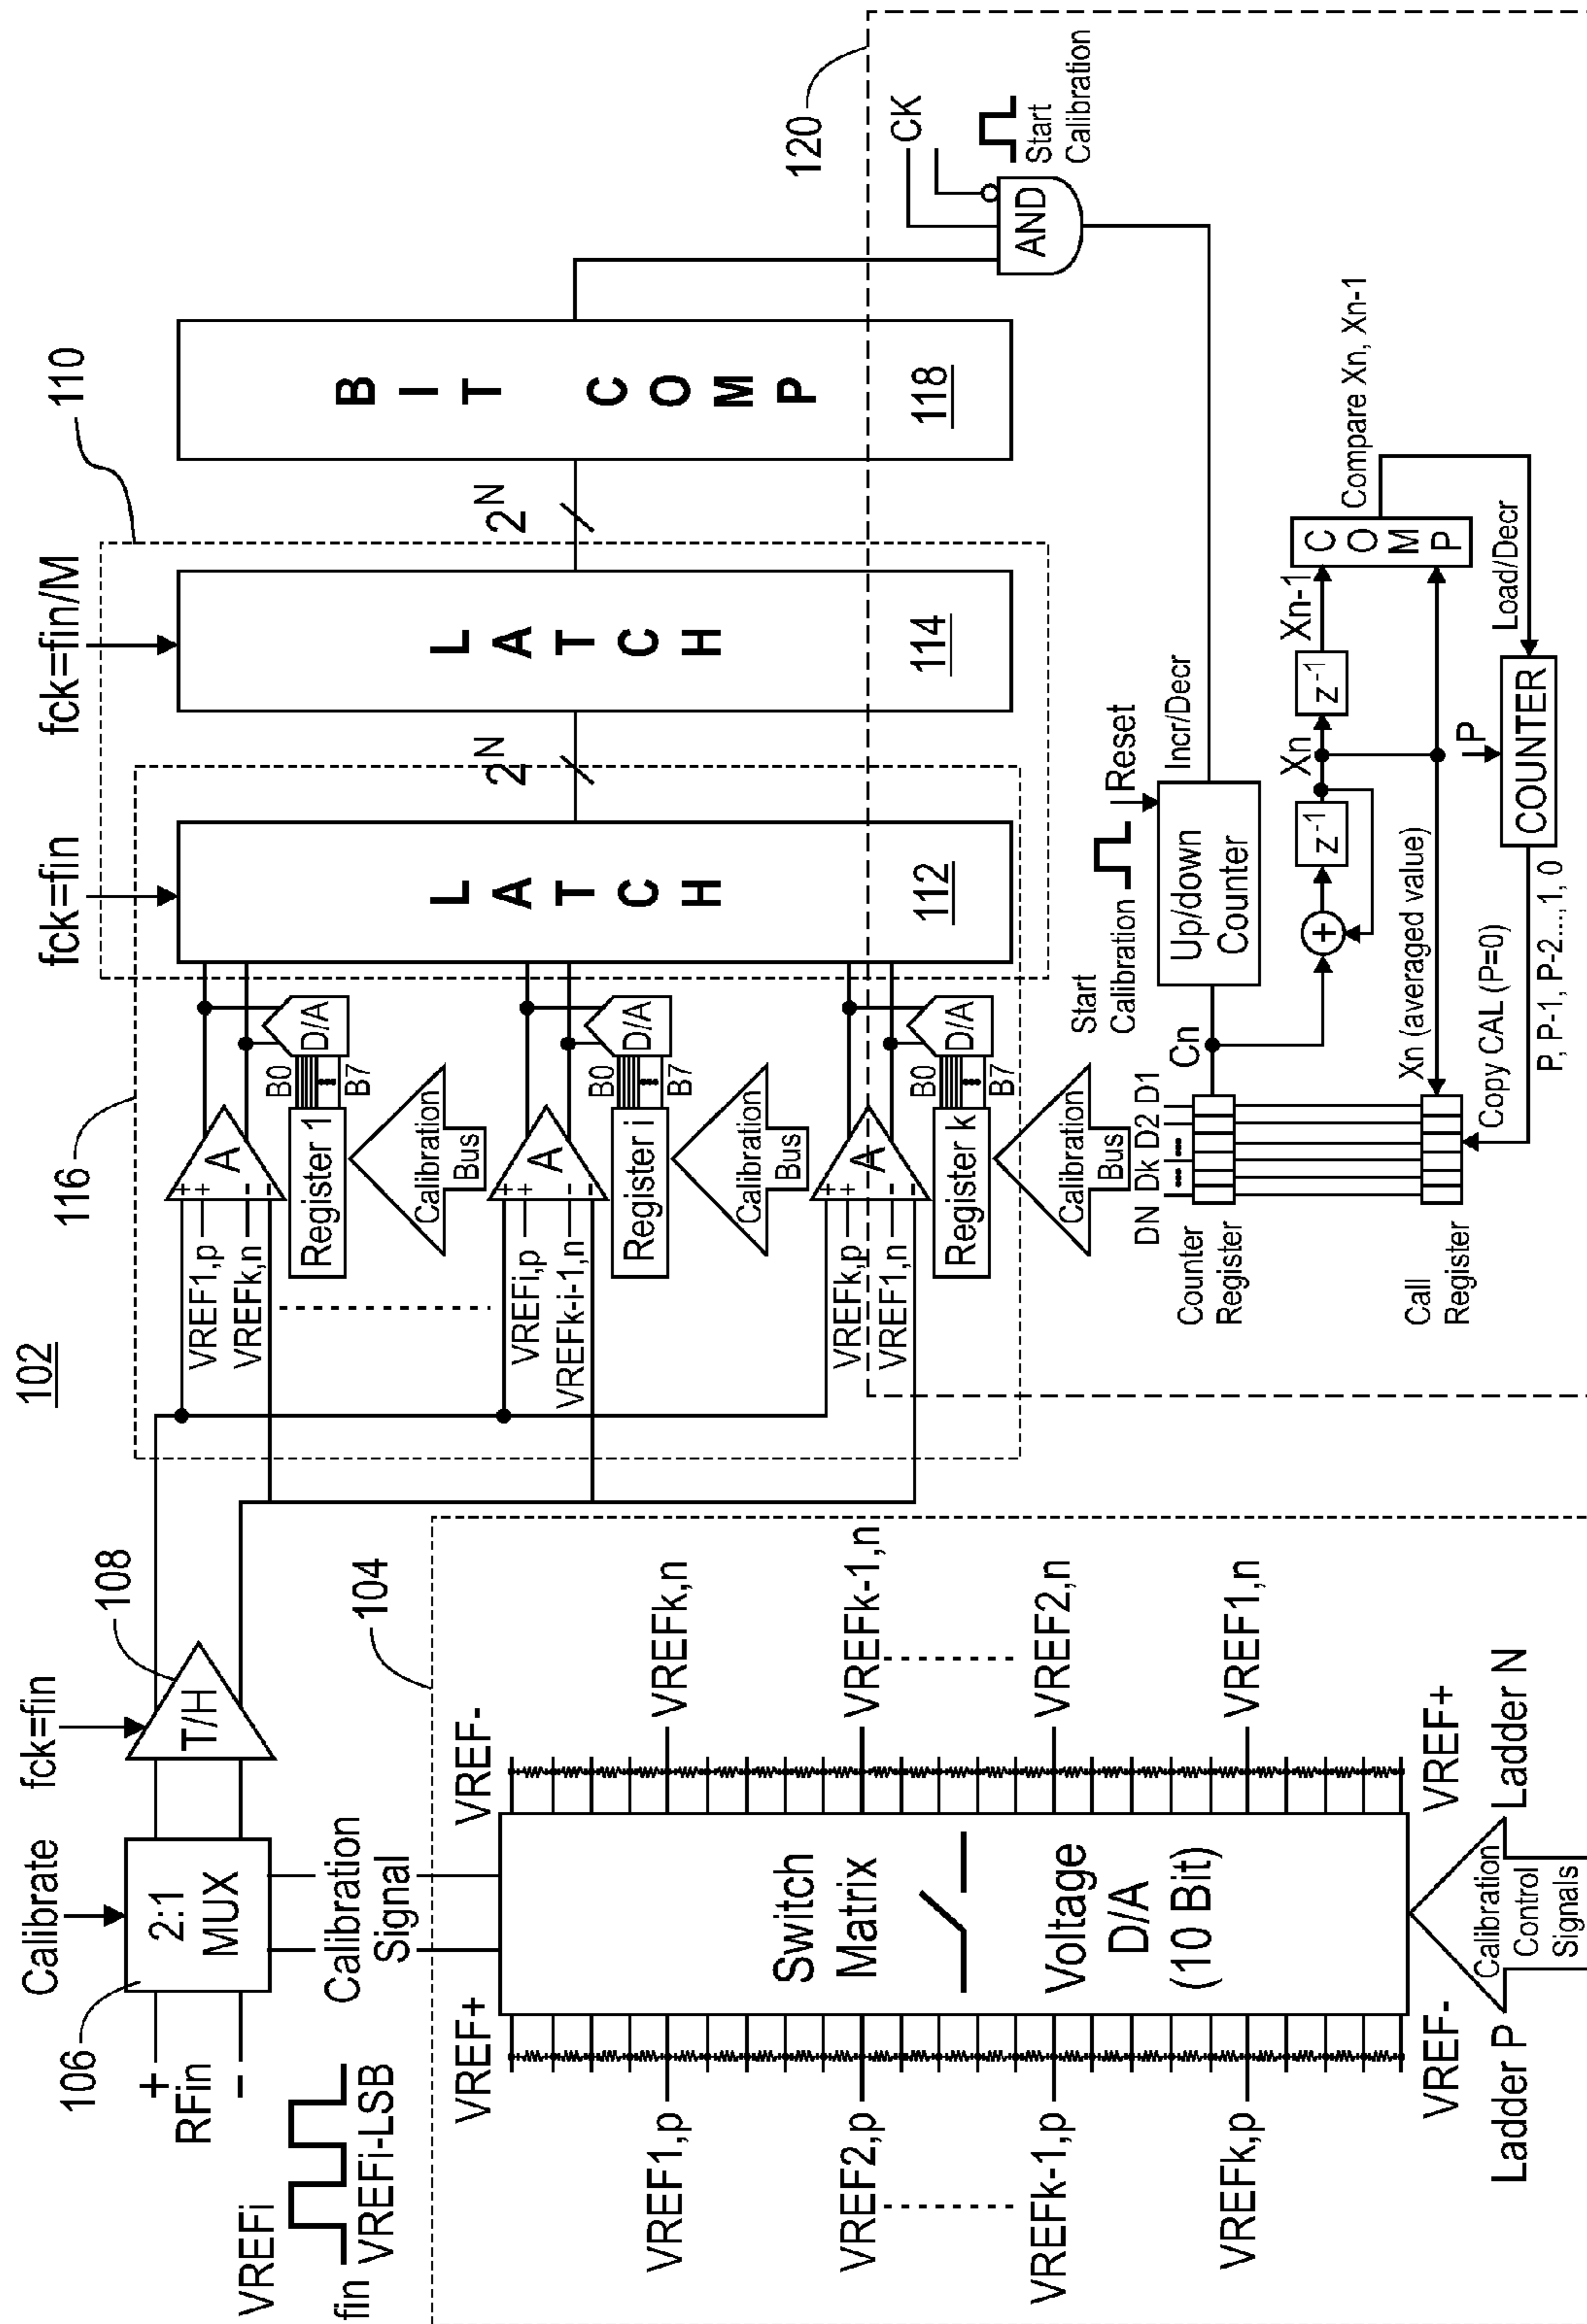 102
fck=fin
Calibrate
106
108
+
RFin
−
2:1
MUX
T/H
Calibration
Signal
VREFi
fin
VREFi-LSB
104
VREF+
VREF-
VREF1,p
VREF2,p
VREFk-1,p
VREFk,p
Switch
Matrix
Voltage
D/A
(10 Bit)
VREFk,n
VREFk-1,n
VREF2,n
VREF1,n
VREF-
VREF+
Ladder P
Ladder N
Calibration
Control
Signals
116
110
fck=fin
fck=fin/M
VREF1,p
VREFk,n
+
+
−
−
A
Register 1
B0
B7
D/A
Calibration
Bus
VREFi,p
VREFk-i-1,n
+
+
−
−
A
Register i
B0
B7
D/A
Calibration
Bus
VREFk,p
VREF1,n
+
+
−
−
A
Register k
B0
B7
D/A
Calibration
Bus
LATCH
112
2N
LATCH
114
2N
BIT COMP
118
120
CK
Start
Calibration
AND
Start
Calibration
Reset
Incr/Decr
Up/down
Counter
Cn
DN Dk D2 D1
Counter
Register
Call
Register
+
z-1
Xn
z-1
Xn-1
COMP
Compare Xn, Xn-1
Xn (averaged value)
Load/Decr
P
COUNTER
Copy CAL (P=0)
P, P-1, P-2...,1, 0